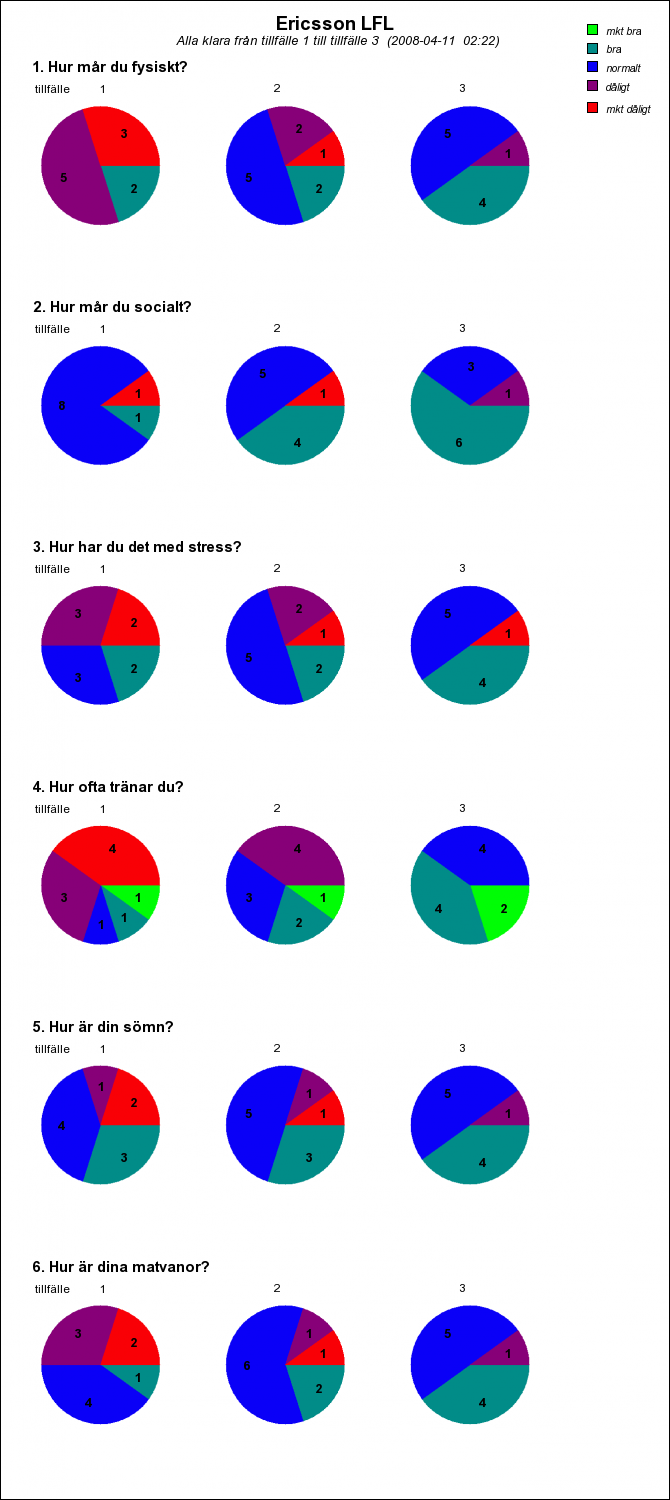 Ericsson LFL
Alla klara från tillfälle 1 till tillfälle 3 (2008-04-11 02:22)
mkt bra
bra
normalt
dåligt
mkt dåligt
1. Hur mår du fysiskt?
tillfälle 1 2 3
3 5 2
2 1 5 2
5 1 4
2. Hur mår du socialt?
tillfälle 1 2 3
8 1 1
5 1 4
3 1 6
3. Hur har du det med stress?
tillfälle 1 2 3
3 2 3 2
2 1 5 2
5 1 4
4. Hur ofta tränar du?
tillfälle 1 2 3
4 3 1 1 1
4 3 1 2
4 4 2
5. Hur är din sömn?
tillfälle 1 2 3
1 2 4 3
1 1 5 3
5 1 4
6. Hur är dina matvanor?
tillfälle 1 2 3
3 2 1 4
1 1 6 2
5 1 4